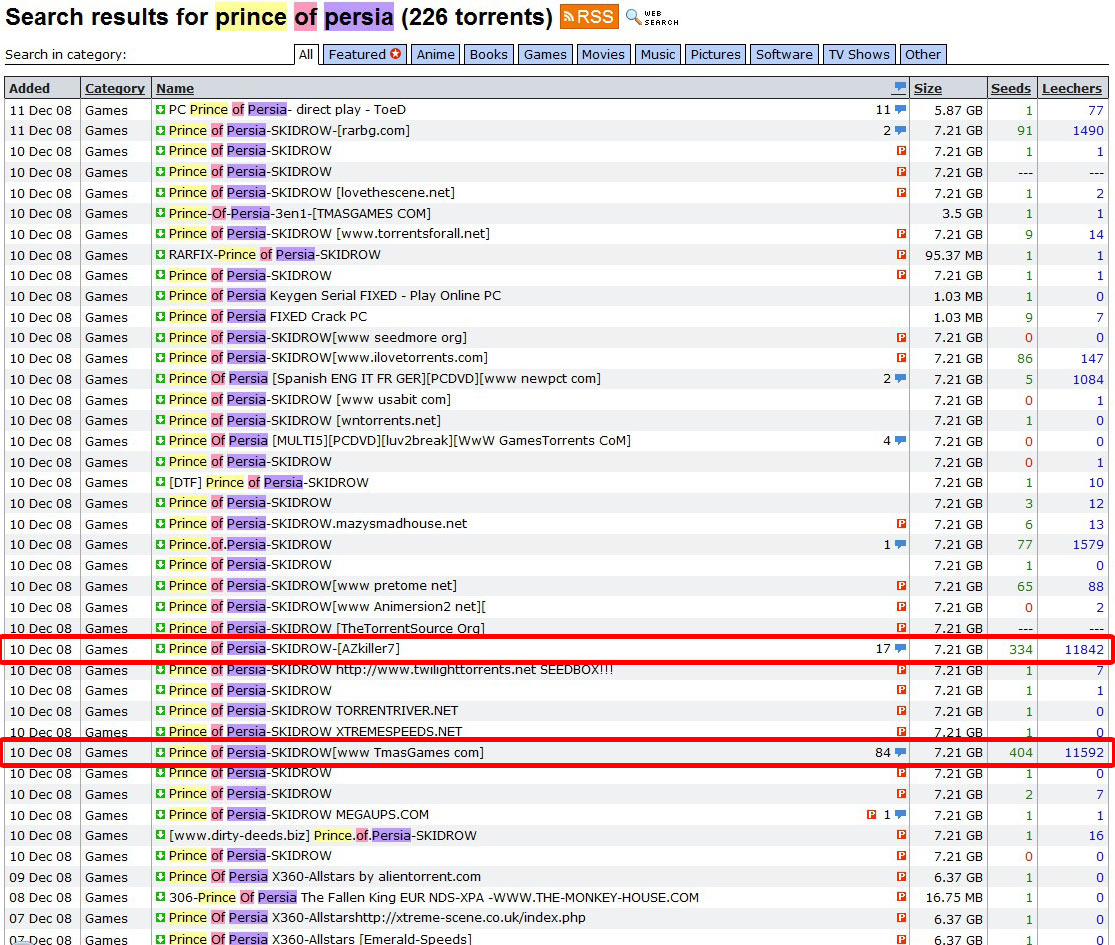 Search results for prince of persia (226 torrents) RSS WEB SEARCH
Search in category: All Featured Anime Books Games Movies Music Pictures Software TV Shows Other
Added Category Name Size Seeds Leechers
11 Dec 08 Games PC Prince of Persia- direct play - ToeD 11 5.87 GB 1 77
11 Dec 08 Games Prince of Persia-SKIDROW-[rarbg.com] 2 7.21 GB 91 1490
10 Dec 08 Games Prince of Persia-SKIDROW P 7.21 GB 1 1
10 Dec 08 Games Prince of Persia-SKIDROW P 7.21 GB --- ---
10 Dec 08 Games Prince of Persia-SKIDROW [lovethescene.net] P 7.21 GB 1 2
10 Dec 08 Games Prince-Of-Persia-3en1-[TMASGAMES COM] 3.5 GB 1 1
10 Dec 08 Games Prince of Persia-SKIDROW [www.torrentsforall.net] P 7.21 GB 9 14
10 Dec 08 Games RARFIX-Prince of Persia-SKIDROW P 95.37 MB 1 1
10 Dec 08 Games Prince of Persia-SKIDROW P 7.21 GB 1 1
10 Dec 08 Games Prince of Persia Keygen Serial FIXED - Play Online PC 1.03 MB 1 0
10 Dec 08 Games Prince of Persia FIXED Crack PC 1.03 MB 9 7
10 Dec 08 Games Prince of Persia-SKIDROW[www seedmore org] P 7.21 GB 0 0
10 Dec 08 Games Prince of Persia-SKIDROW[www.ilovetorrents.com] P 7.21 GB 86 147
10 Dec 08 Games Prince Of Persia [Spanish ENG IT FR GER][PCDVD][www newpct com] 2 7.21 GB 5 1084
10 Dec 08 Games Prince of Persia-SKIDROW [www usabit com] 7.21 GB 0 1
10 Dec 08 Games Prince of Persia-SKIDROW [wntorrents.net] 7.21 GB 1 0
10 Dec 08 Games Prince Of Persia [MULTI5][PCDVD][luv2break][WwW GamesTorrents CoM] 4 7.21 GB 0 0
10 Dec 08 Games Prince of Persia-SKIDROW 7.21 GB 0 1
10 Dec 08 Games [DTF] Prince of Persia-SKIDROW 7.21 GB 1 10
10 Dec 08 Games Prince of Persia-SKIDROW 7.21 GB 3 12
10 Dec 08 Games Prince of Persia-SKIDROW.mazysmadhouse.net P 7.21 GB 6 13
10 Dec 08 Games Prince.of.Persia-SKIDROW 1 7.21 GB 77 1579
10 Dec 08 Games Prince of Persia-SKIDROW 7.21 GB 1 0
10 Dec 08 Games Prince of Persia-SKIDROW[www pretome net] P 7.21 GB 65 88
10 Dec 08 Games Prince of Persia-SKIDROW[www Animersion2 net][ P 7.21 GB 0 2
10 Dec 08 Games Prince of Persia-SKIDROW [TheTorrentSource Org] P 7.21 GB --- ---
10 Dec 08 Games Prince of Persia-SKIDROW-[AZkiller7] 17 7.21 GB 334 11842
10 Dec 08 Games Prince of Persia-SKIDROW http://www.twilighttorrents.net SEEDBOX!!! P 7.21 GB 1 7
10 Dec 08 Games Prince of Persia-SKIDROW P 7.21 GB 1 1
10 Dec 08 Games Prince of Persia-SKIDROW TORRENTRIVER.NET P 7.21 GB 1 0
10 Dec 08 Games Prince of Persia-SKIDROW XTREMESPEEDS.NET P 7.21 GB 1 0
10 Dec 08 Games Prince of Persia-SKIDROW[www TmasGames com] 84 7.21 GB 404 11592
10 Dec 08 Games Prince of Persia-SKIDROW P 7.21 GB 1 0
10 Dec 08 Games Prince of Persia-SKIDROW P 7.21 GB 2 7
10 Dec 08 Games Prince of Persia-SKIDROW MEGAUPS.COM P 1 7.21 GB 1 1
10 Dec 08 Games [www.dirty-deeds.biz] Prince.of.Persia-SKIDROW P 7.21 GB 1 16
10 Dec 08 Games Prince of Persia-SKIDROW P 7.21 GB 0 0
09 Dec 08 Games Prince Of Persia X360-Allstars by alientorrent.com P 6.37 GB 1 0
08 Dec 08 Games 306-Prince Of Persia The Fallen King EUR NDS-XPA -WWW.THE-MONKEY-HOUSE.COM P 16.75 MB 1 0
07 Dec 08 Games Prince Of Persia X360-Allstarshttp://xtreme-scene.co.uk/index.php P 6.37 GB 1 0
07 Dec 08 Games Prince Of Persia X360-Allstars [Emerald-Speeds] P 6.37 GB 1 0